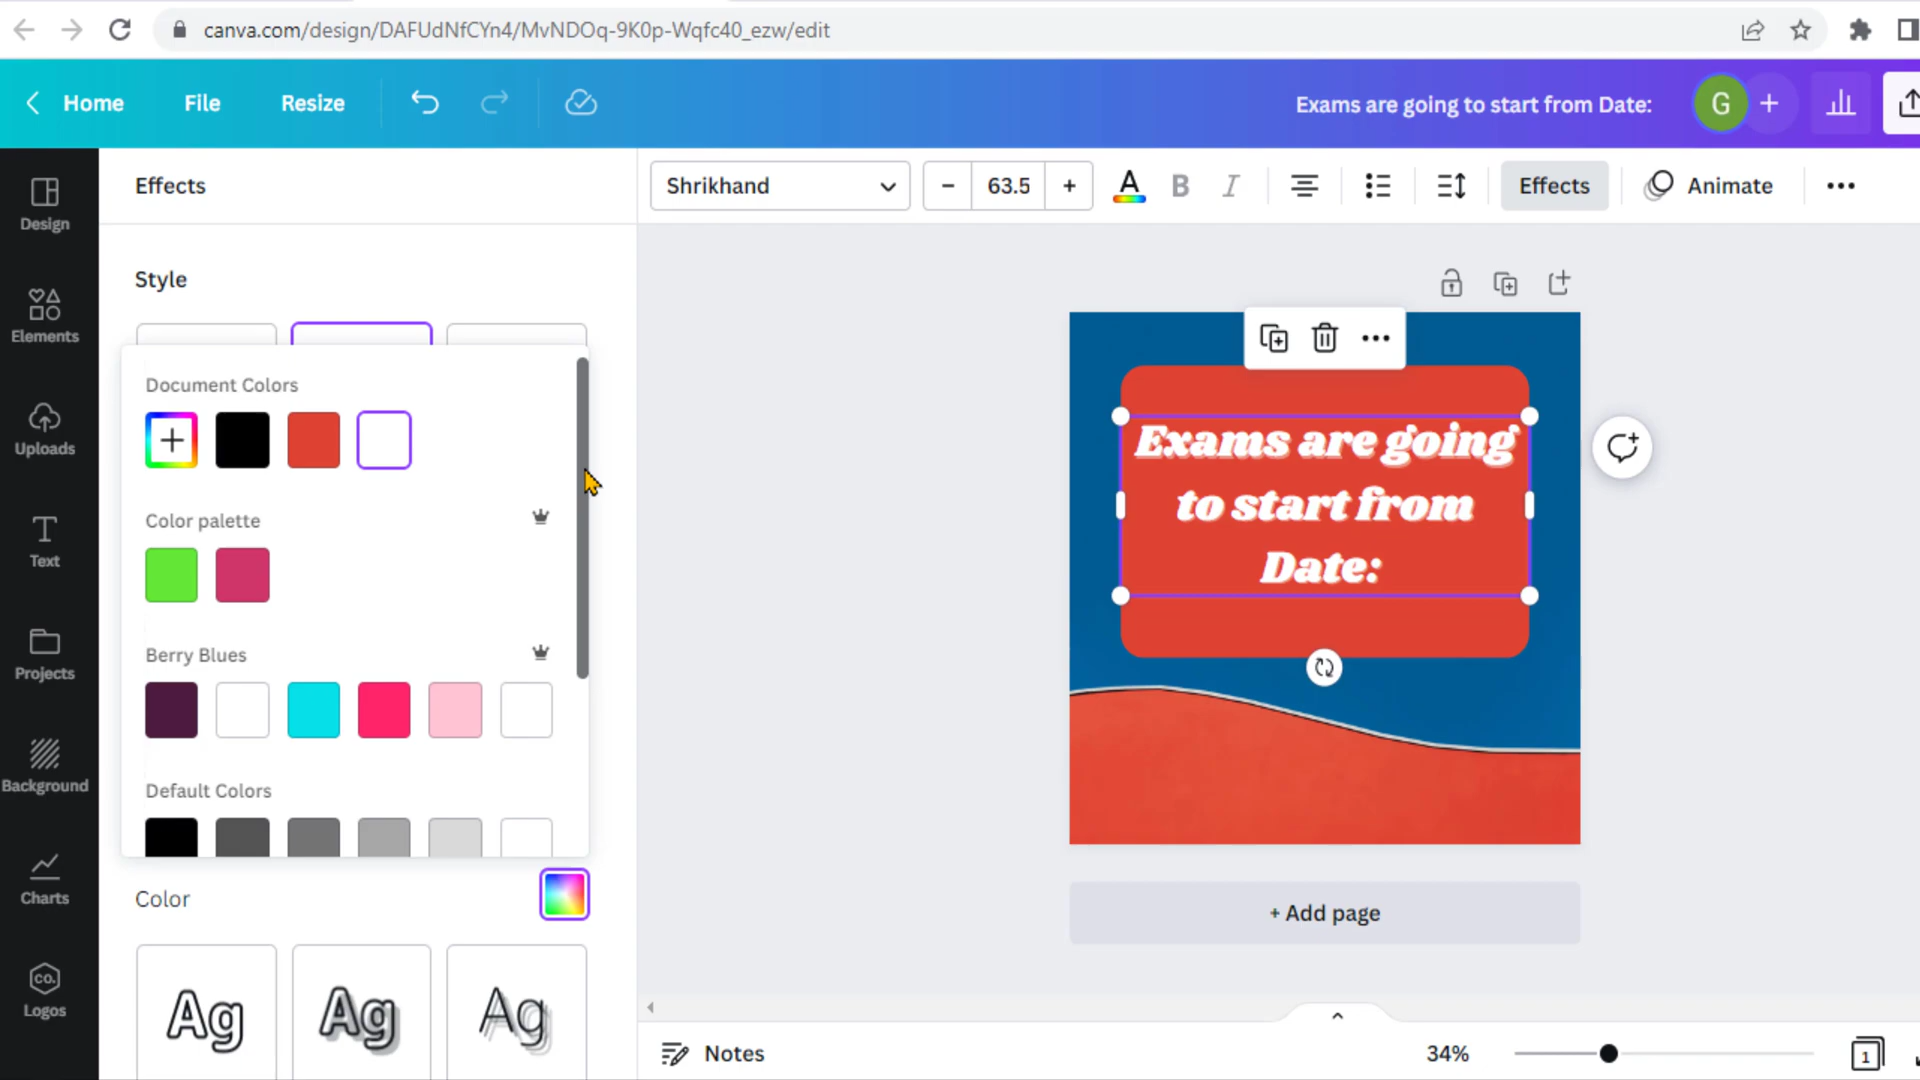 canva.com/design/DAFUdNfCYn4/MvNDOq-9K0p-Wqfc40_ezw/edit
Home
File
Resize
Exams are going to start from Date:
G
Design
Elements
Uploads
Text
Projects
Background
Charts
CO.
Logos
Effects
Style
Document Colors
Color palette
Berry Blues
Default Colors
Color
Ag
Ag
Ag
Shrikhand
− 63.5 +
A
B
I
Effects
Animate
Exams are going
to start from
Date:
+ Add page
Notes
34%
1